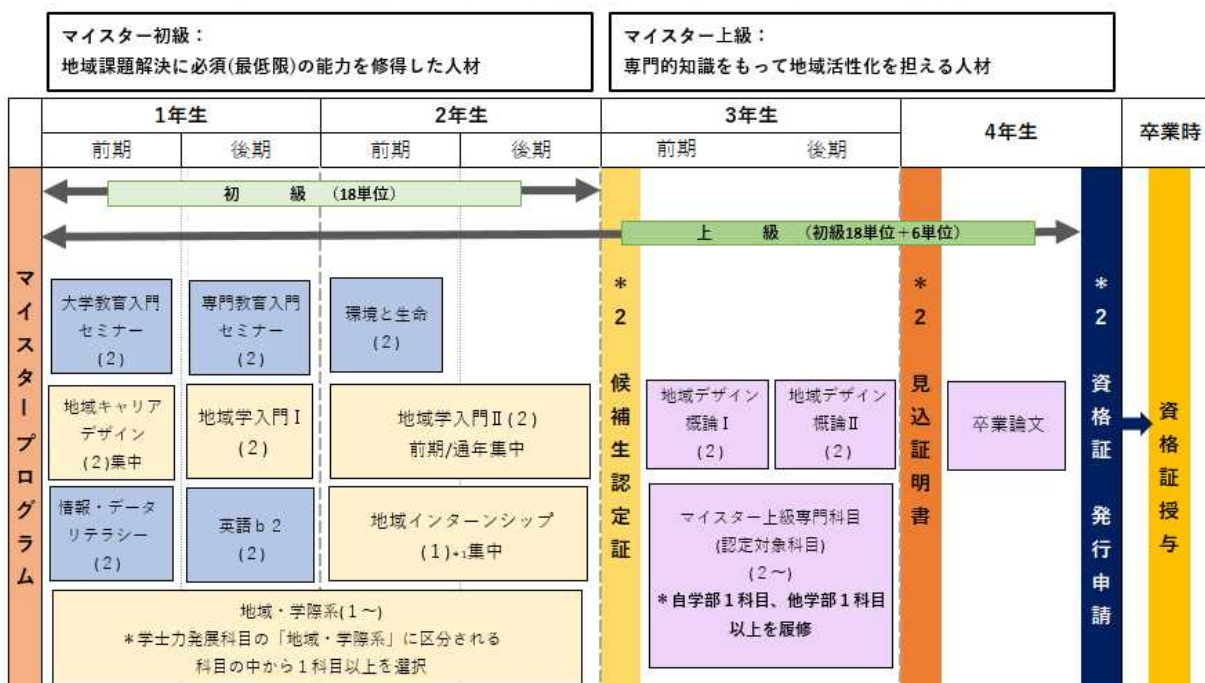 マイスター初級：
地域課題解決に必須(最低限)の能力を修得した人材
マイスター上級：
専門的知識をもって地域活性化を担える人材
1年生
2年生
3年生
4年生
卒業時
前期
後期
前期
後期
前期
後期
初 級 （18単位）
上 級 （初級18単位＋6単位）
マイスタープログラム
大学教育入門
セミナー
(２)
専門教育入門
セミナー
(２)
環境と生命
(２)
地域キャリア
デザイン
(２)集中
地域学入門Ⅰ
(２)
地域学入門Ⅱ(２)
前期/通年集中
情報・データ
リテラシー
(２)
英語ｂ２
(２)
地域インターンシップ
(１)*1集中
地域・学際系(１～)
＊学士力発展科目の「地域・学際系」に区分される
科目の中から１科目以上を選択
＊2 候補生認定証
地域デザイン
概論Ⅰ
(２)
地域デザイン
概論Ⅱ
(２)
マイスター上級専門科目
(認定対象科目)
(２～)
＊自学部１科目、他学部１科目
以上を履修
＊2 見込証明書
卒業論文
＊2 資格証 発行申請
資格証授与